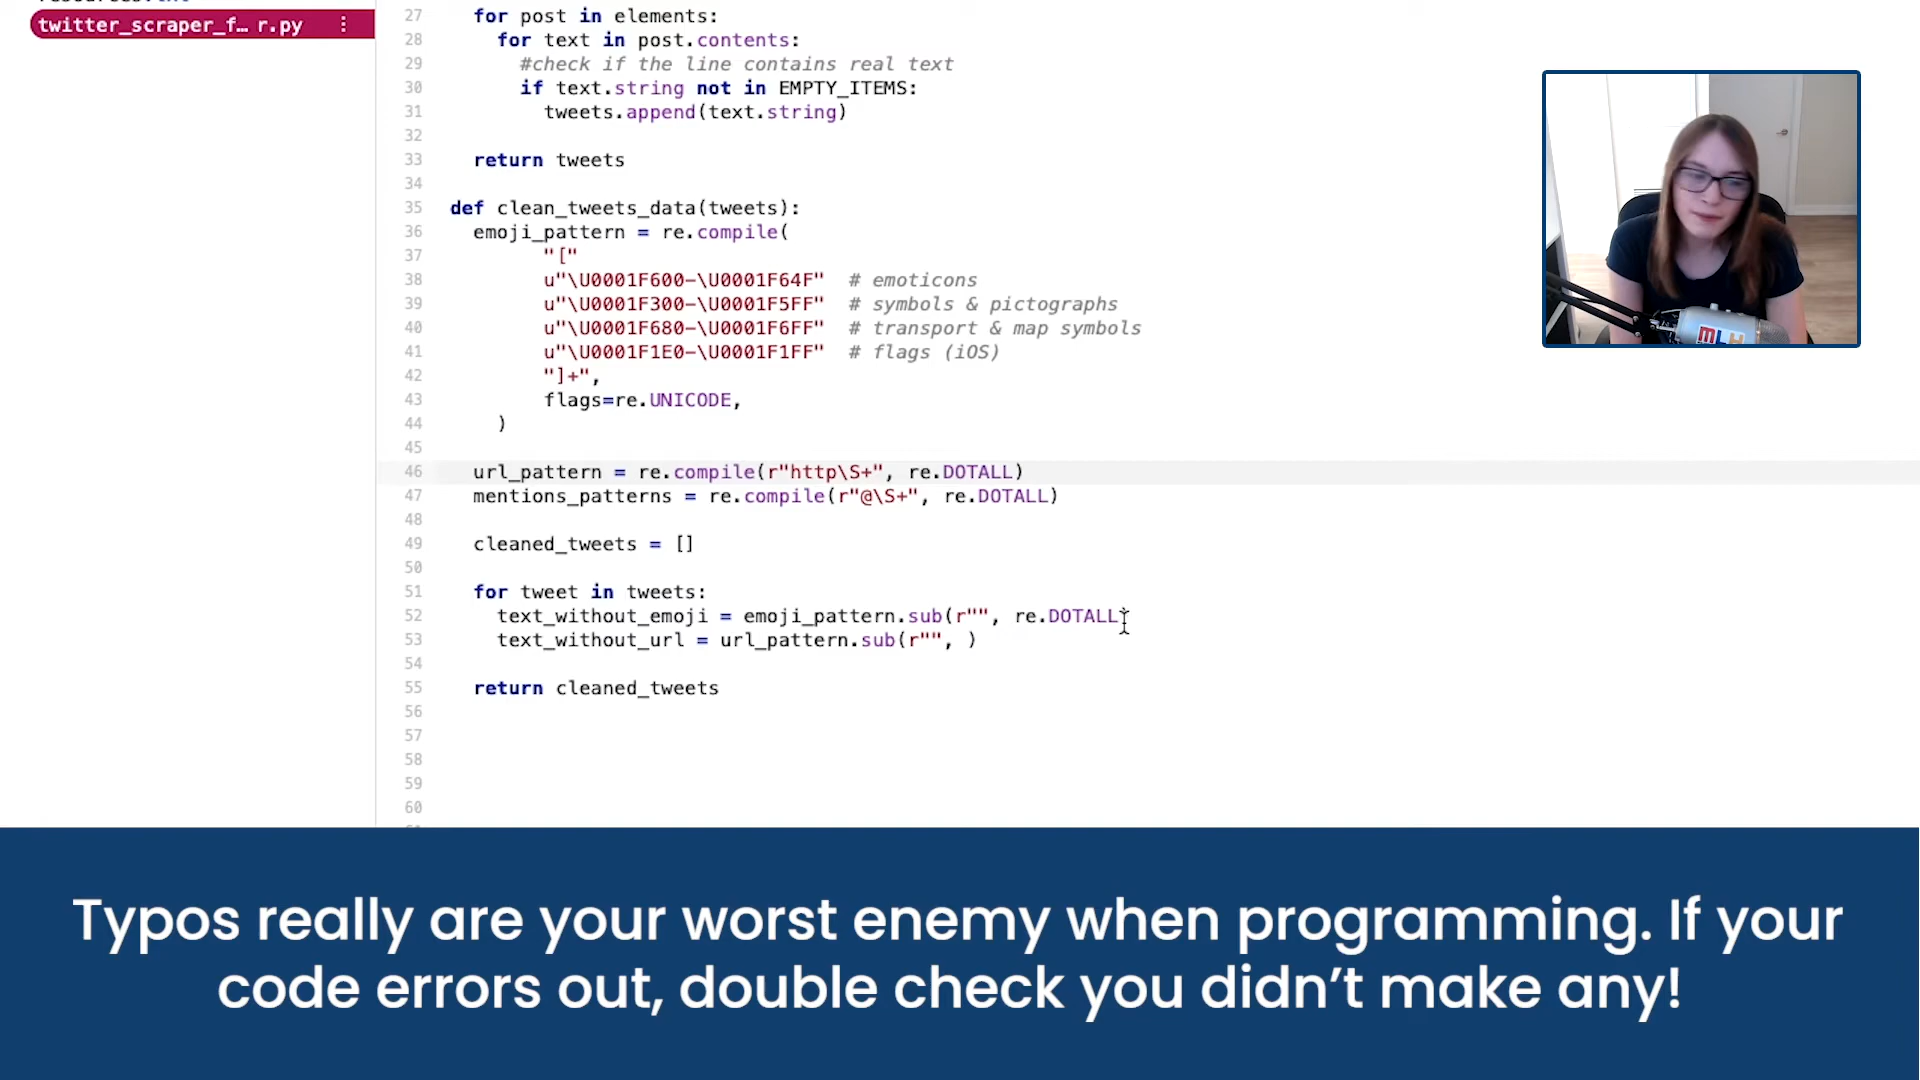 twitter_scraper_f… r.py ⋮
27 for post in elements:
28 for text in post.contents:
29 #check if the line contains real text
30 if text.string not in EMPTY_ITEMS:
31 tweets.append(text.string)
32
33 return tweets
34
35 def clean_tweets_data(tweets):
36 emoji_pattern = re.compile(
37 "["
38 u"\U0001F600-\U0001F64F" # emoticons
39 u"\U0001F300-\U0001F5FF" # symbols & pictographs
40 u"\U0001F680-\U0001F6FF" # transport & map symbols
41 u"\U0001F1E0-\U0001F1FF" # flags (iOS)
42 "]+",
43 flags=re.UNICODE,
44 )
45
46 url_pattern = re.compile(r"http\S+", re.DOTALL)
47 mentions_patterns = re.compile(r"@\S+", re.DOTALL)
48
49 cleaned_tweets = []
50
51 for tweet in tweets:
52 text_without_emoji = emoji_pattern.sub(r"", re.DOTALL
53 text_without_url = url_pattern.sub(r"", )
54
55 return cleaned_tweets
56
57
58
59
60
Typos really are your worst enemy when programming. If your
code errors out, double check you didn't make any!